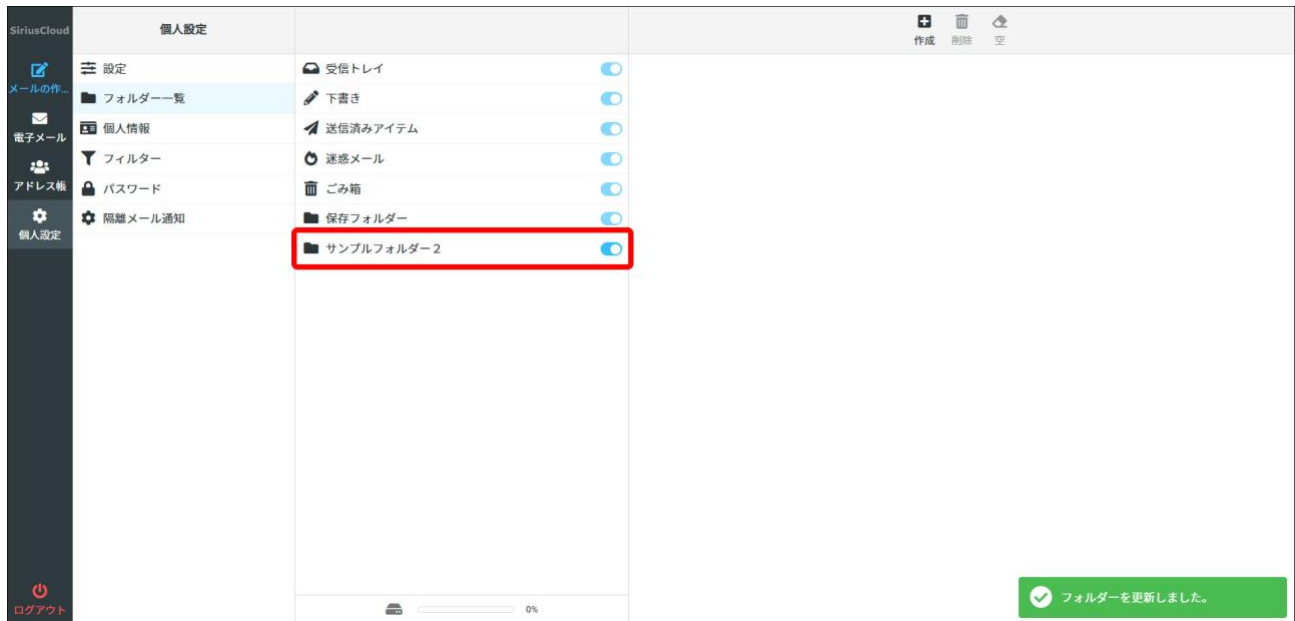 SiriusCloud
個人設定
作成
削除
空
メールの作...
電子メール
アドレス帳
個人設定
ログアウト
設定
フォルダー一覧
個人情報
フィルター
パスワード
隔離メール通知
受信トレイ
下書き
送信済みアイテム
迷惑メール
ごみ箱
保存フォルダー
サンプルフォルダー２
0%
フォルダーを更新しました。